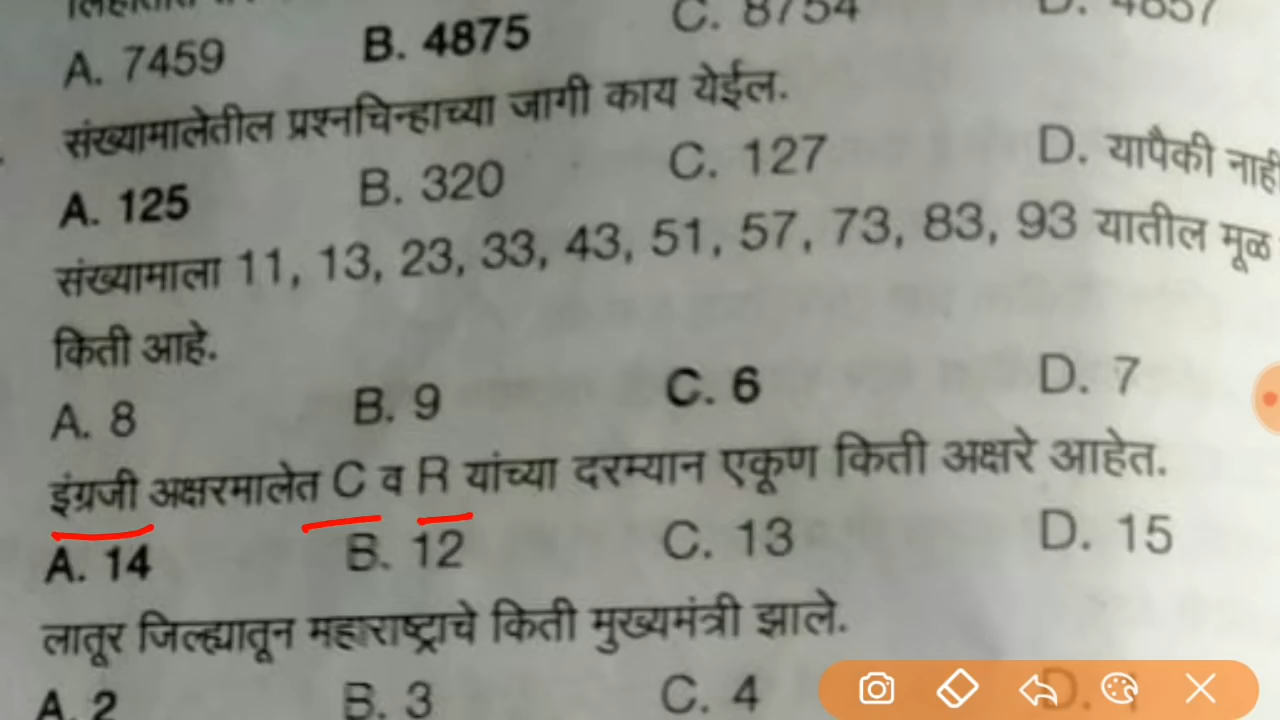 A. 7459 B. 4875 C. 8754 D. 4857
संख्यामालेतील प्रश्नचिन्हाच्या जागी काय येईल.
A. 125 B. 320 C. 127 D. यापैकी नाही
संख्यामाला 11, 13, 23, 33, 43, 51, 57, 73, 83, 93 यातील मूळ
किती आहे.
A. 8 B. 9 C. 6 D. 7
इंग्रजी अक्षरमालेत C व R यांच्या दरम्यान एकूण किती अक्षरे आहेत.
A. 14 B. 12 C. 13 D. 15
लातूर जिल्ह्यातून महाराष्ट्राचे किती मुख्यमंत्री झाले.
A. 2 B. 3 C. 4 D.